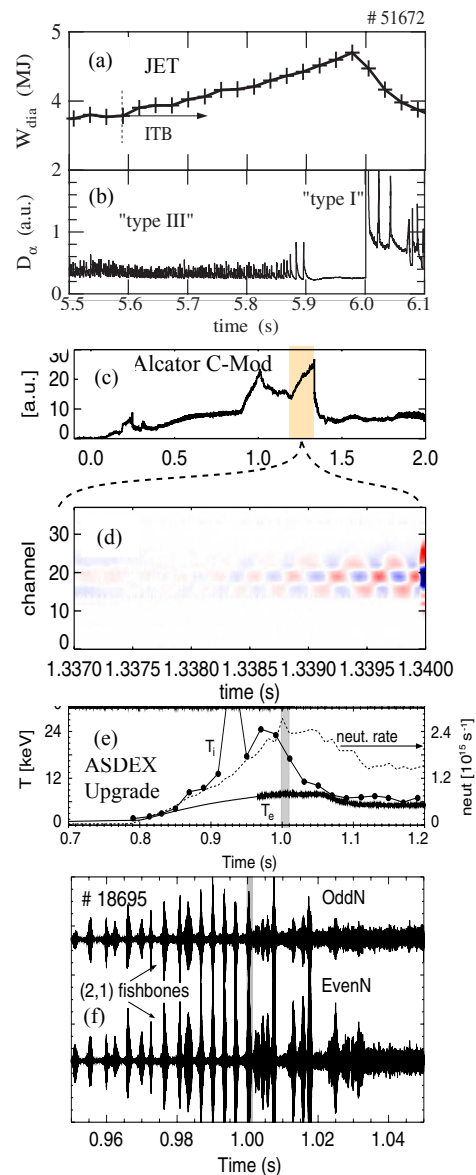 # 51672
5
(a)
JET
W_dia (MJ)
4
ITB
2
(b)
"type III"
"type I"
D_α (a.u.)
1
0
5.5 5.6 5.7 5.8 5.9 6.0 6.1
time (s)
30
(c)
Alcator C-Mod
[a.u.]
20
10
0
0.0 0.5 1.0 1.5 2.0
(d)
channel
30
20
10
0
1.3370 1.3375 1.3380 1.3385 1.3390 1.3395 1.3400
time (s)
(e)
neut. rate
T [keV]
24
T_i
2.4
ASDEX
12
1.2
Upgrade
T_e
0
0
neut [10^15 s^-1]
0.7 0.8 0.9 1.0 1.1 1.2
Time (s)
# 18695
OddN
(2,1) fishbones
EvenN
(f)
0.96 0.98 1.00 1.02 1.04
Time (s)